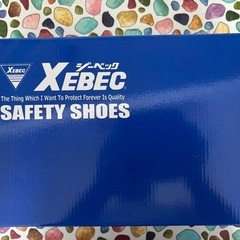 ジーベック
XEBEC
XEBEC
The Thing Which I Want To Protect Forever Is Quality
SAFETY SHOES